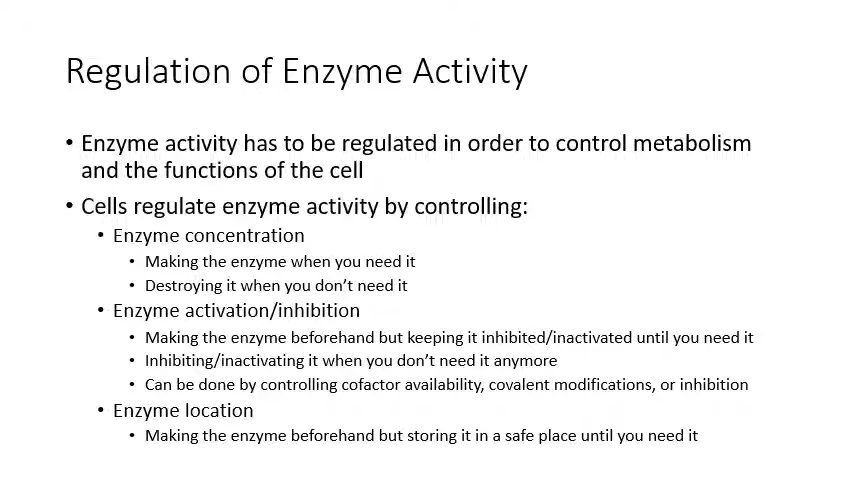 Regulation of Enzyme Activity
• Enzyme activity has to be regulated in order to control metabolism
and the functions of the cell
• Cells regulate enzyme activity by controlling:
• Enzyme concentration
• Making the enzyme when you need it
• Destroying it when you don't need it
• Enzyme activation/inhibition
• Making the enzyme beforehand but keeping it inhibited/inactivated until you need it
• Inhibiting/inactivating it when you don't need it anymore
• Can be done by controlling cofactor availability, covalent modifications, or inhibition
• Enzyme location
• Making the enzyme beforehand but storing it in a safe place until you need it